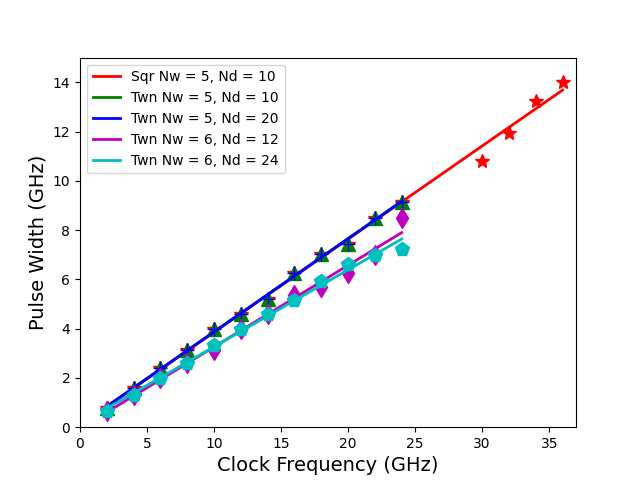 Sqr Nw = 5, Nd = 10
Twn Nw = 5, Nd = 10
Twn Nw = 5, Nd = 20
Twn Nw = 6, Nd = 12
Twn Nw = 6, Nd = 24
Pulse Width (GHz)
14
12
10
8
6
4
2
0
0 5 10 15 20 25 30 35
Clock Frequency (GHz)